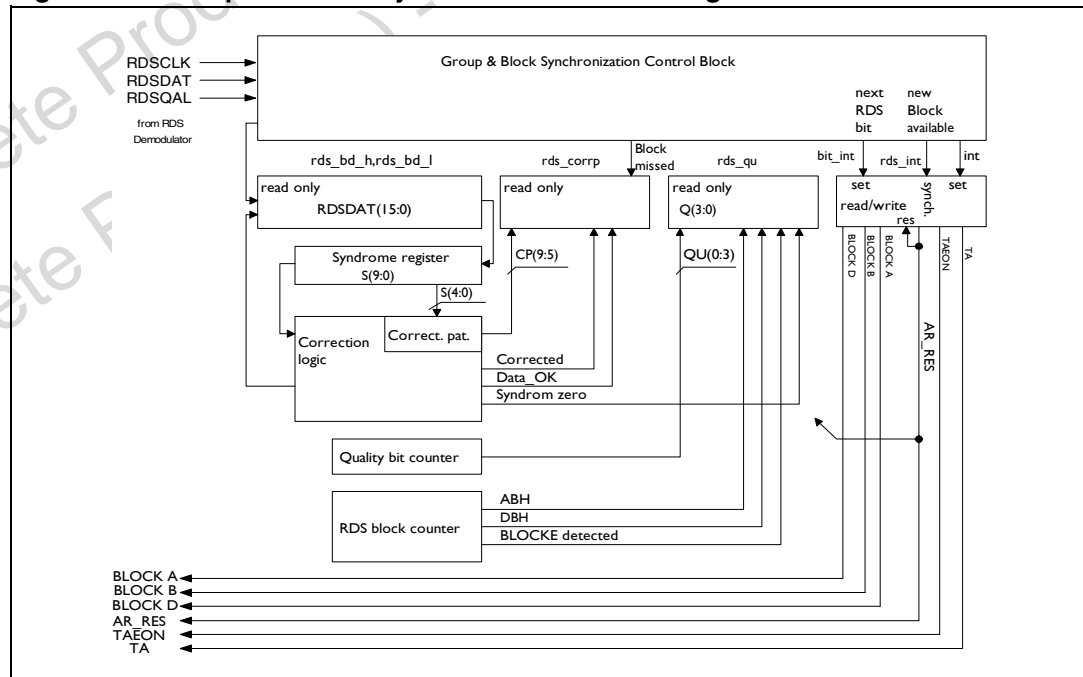 RDSCLK
RDSDAT
RDSQAL
from RDS
Demodulator
Group & Block Synchronization Control Block
next
RDS
bit
new
Block
available
Block
missed
bit_int
rds_int
int
rds_bd_h,rds_bd_l
rds_corrp
rds_qu
read only
RDSDAT(15:0)
read only
read only
Q(3:0)
set
synch.
set
read/write
res
Syndrome register
S(9:0)
S(4:0)
CP(9:5)
QU(0:3)
BLOCK D
BLOCK B
BLOCK A
TAEON
TA
AR_RES
Correction
logic
Correct. pat.
Corrected
Data_OK
Syndrom zero
Quality bit counter
RDS block counter
ABH
DBH
BLOCKE detected
BLOCK A
BLOCK B
BLOCK D
AR_RES
TAEON
TA